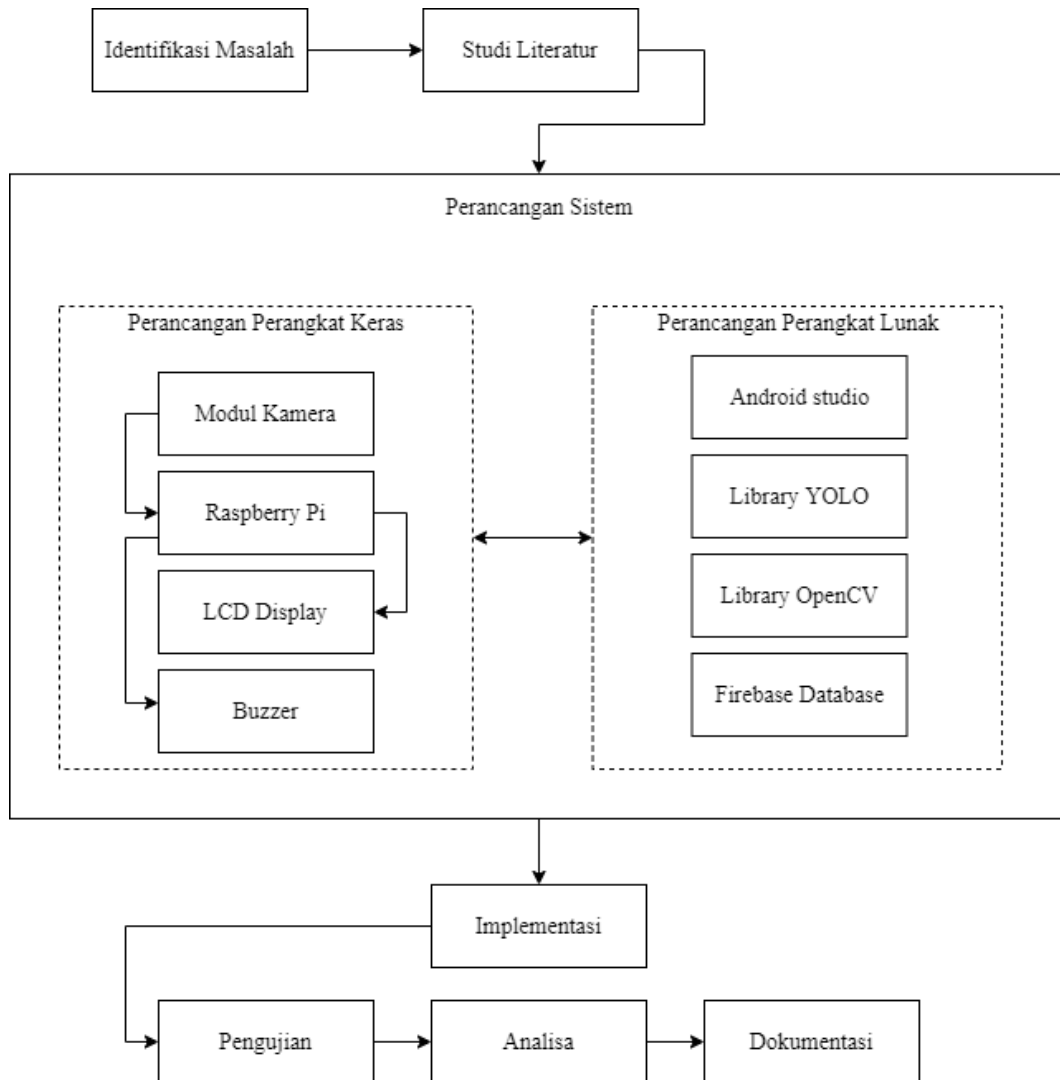 Identifikasi Masalah
Studi Literatur
Perancangan Sistem
Perancangan Perangkat Keras
Modul Kamera
Raspberry Pi
LCD Display
Buzzer
Perancangan Perangkat Lunak
Android studio
Library YOLO
Library OpenCV
Firebase Database
Implementasi
Pengujian
Analisa
Dokumentasi